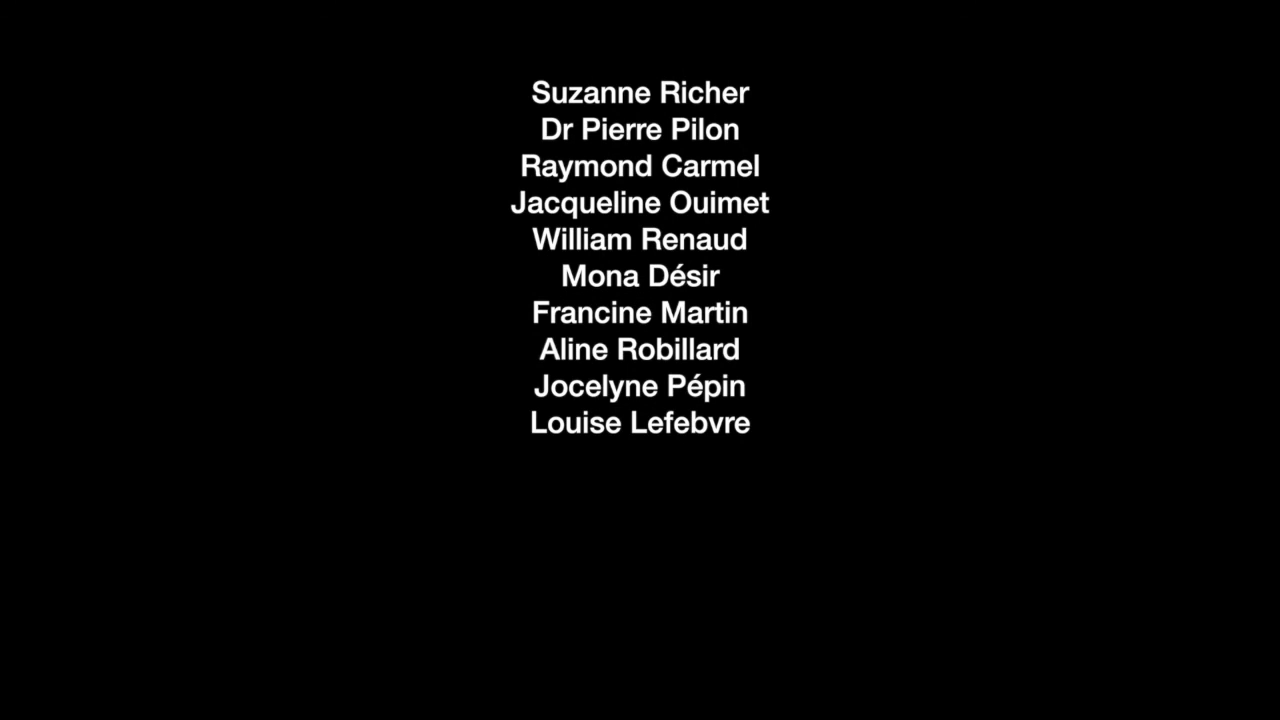 Suzanne Richer
Dr Pierre Pilon
Raymond Carmel
Jacqueline Ouimet
William Renaud
Mona Désir
Francine Martin
Aline Robillard
Jocelyne Pépin
Louise Lefebvre